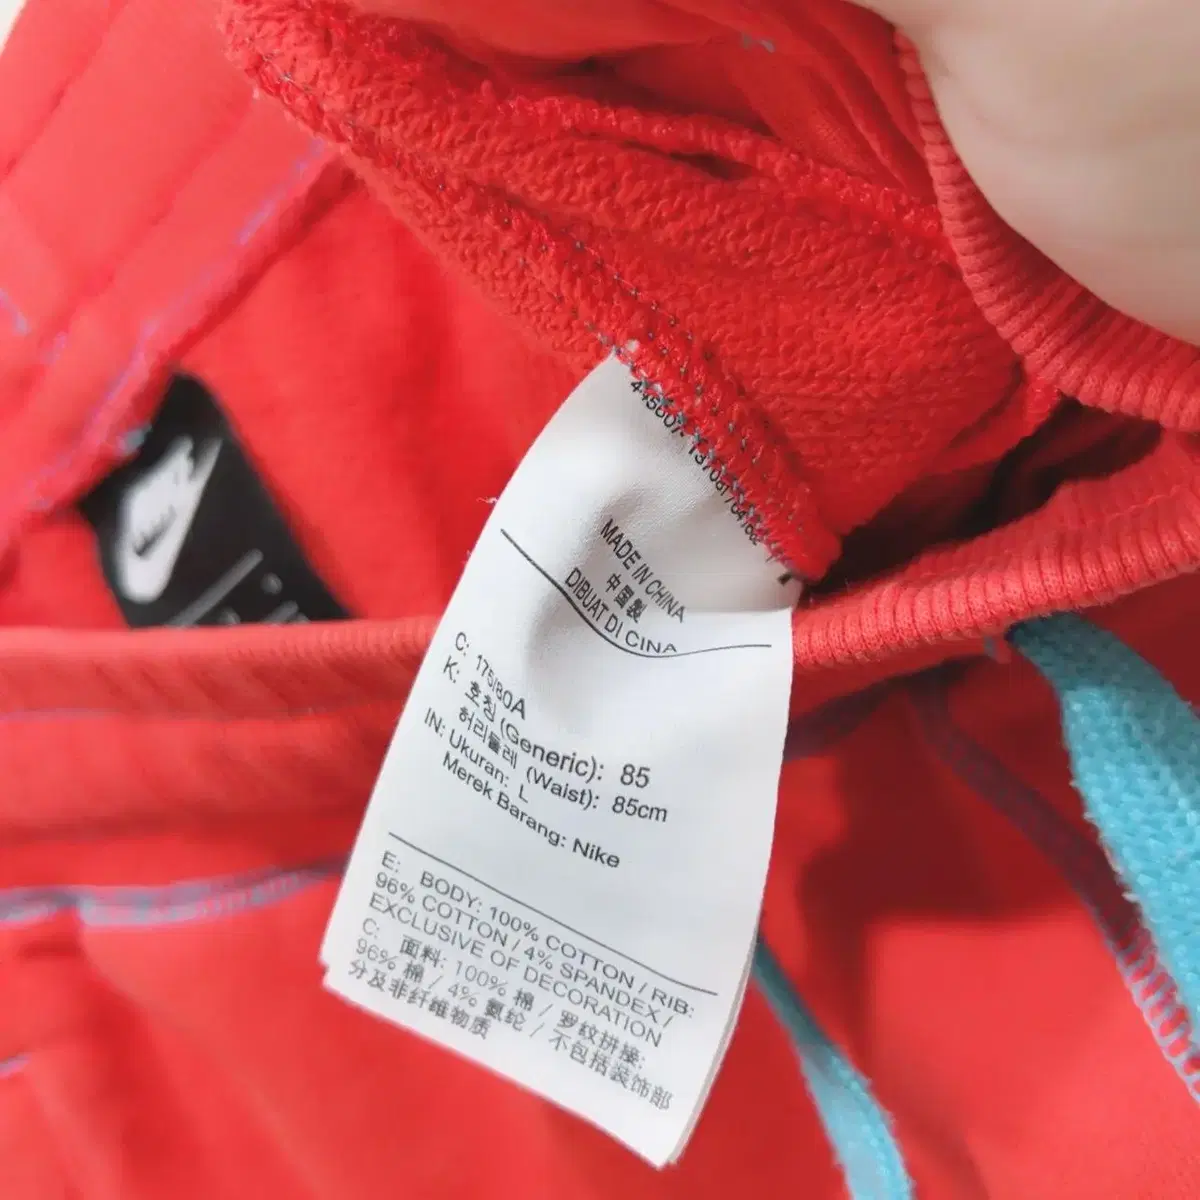 MADE IN CHINA
中国製
DIBUAT DI CINA
C: 175/80A
K: 호칭 (Generic): 85
허리둘레 (Waist): 85cm
IN: Ukuran: L
Merek Barang: Nike
E: BODY: 100% COTTON / RIB:
96% COTTON / 4% SPANDEX /
EXCLUSIVE OF DECORATION
C: 面料: 100% 棉 / 罗纹拼接:
96% 棉 / 4% 氨纶 / 不包括装饰部
分及非纤维物质